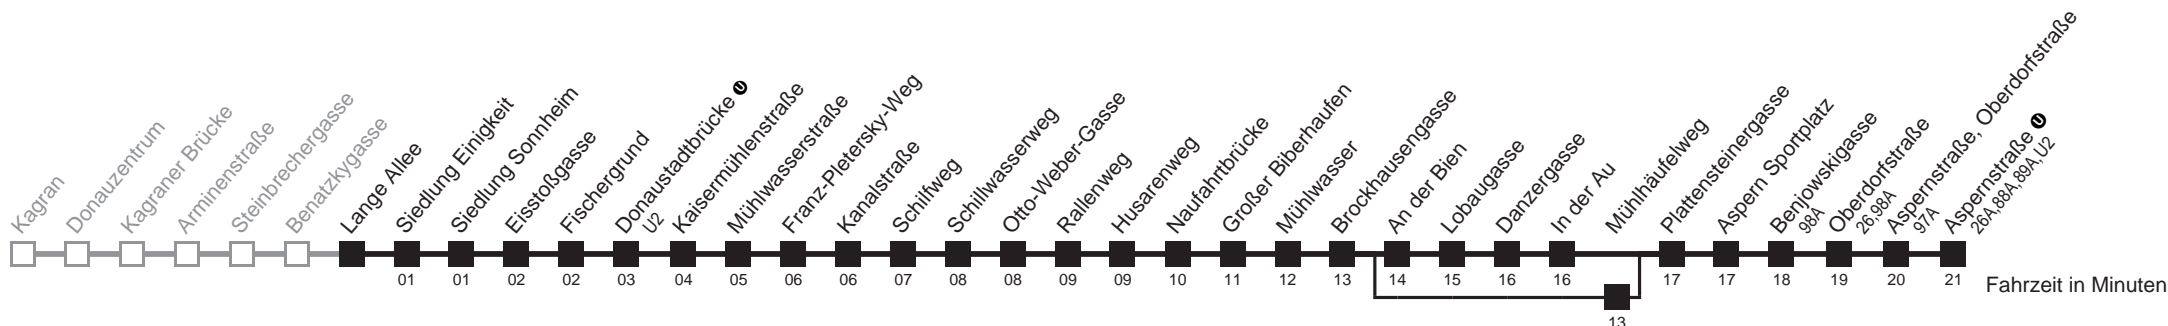 Kagran
Donauzentrum
Kagraner Brücke
Arminenstraße
Steinbrechergasse
Benatzkygasse
Lange Allee
Siedlung Einigkeit
Siedlung Sonnheim
Eisstoßgasse
Fischergrund
Donaustadtbrücke U
U2
Kaisermühlenstraße
Mühlwasserstraße
Franz-Pletersky-Weg
Kanalstraße
Schilfweg
Schillwasserweg
Otto-Weber-Gasse
Rallenweg
Husarenweg
Naufahrtbrücke
Großer Biberhaufen
Mühlwasser
Brockhausengasse
An der Bien
Lobaugasse
Danzergasse
In der Au
Mühlhäufelweg
Plattensteinergasse
Aspern Sportplatz
Benjowskigasse
98A
Oberdorfstraße
26,98A
Aspernstraße, Oberdorfstraße
97A
Aspernstraße U
26A,88A,89A,U2
01 01 02 02 03 04 05 06 06 07 08 08 09 09 10 11 12 13 14 15 16 16 17 17 18 19 20 21 Fahrzeit in Minuten
13